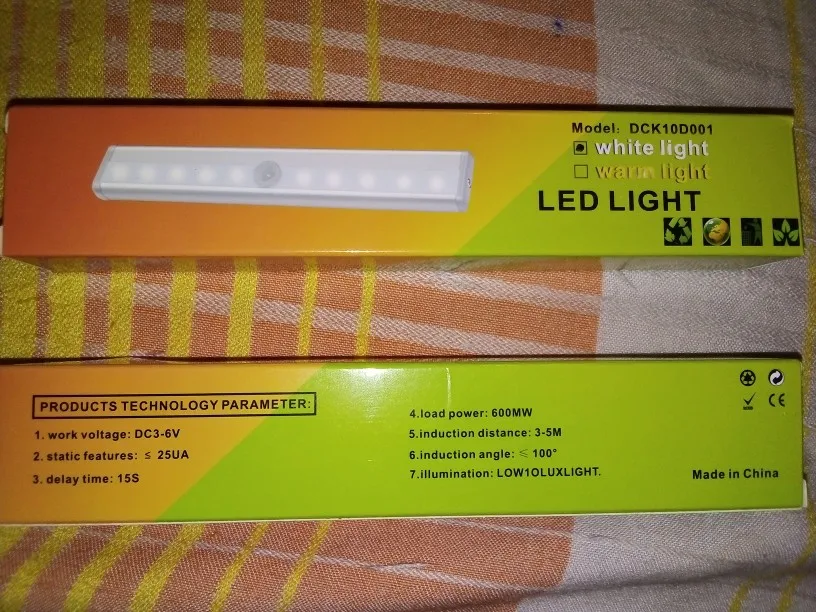 Model: DCK10D001
white light
warm light
LED LIGHT
PRODUCTS TECHNOLOGY PARAMETER:
1. work voltage: DC3-6V
2. static features: ≤ 25UA
3. delay time: 15S
4.load power: 600MW
5.induction distance: 3-5M
6.induction angle: ≤ 100°
7.illumination: LOW1OLUXLIGHT.
CE
Made in China